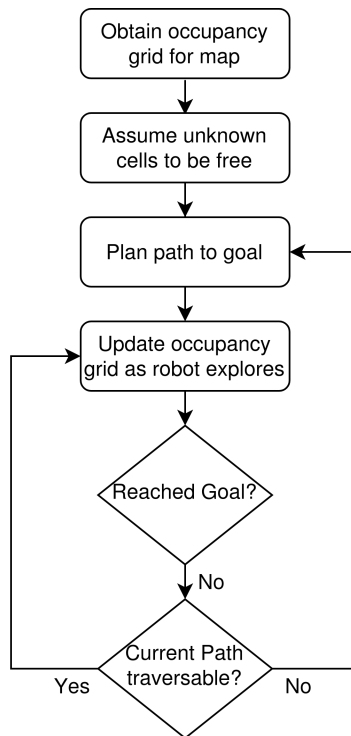 Obtain occupancy
grid for map
Assume unknown
cells to be free
Plan path to goal
Update occupancy
grid as robot explores
Reached Goal?
No
Current Path
traversable?
Yes
No